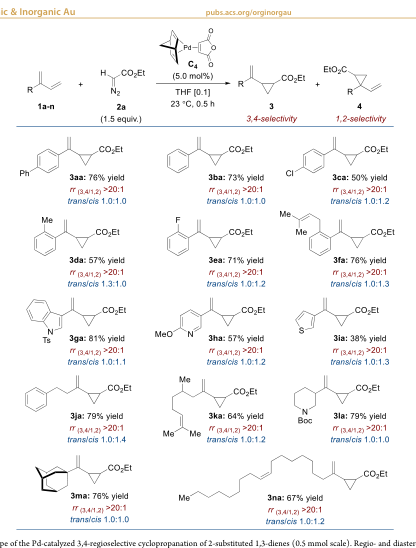 ic & Inorganic Au
pubs.acs.org/orginorgau
R
1a-n
+
H
CO2Et
N2
2a
(1.5 equiv.)
Pd
O
O
O
C4
(5.0 mol%)
THF [0.1]
23 °C, 0.5 h
R
CO2Et
3
3,4-selectivity
+
EtO2C
R
4
1,2-selectivity
Ph
CO2Et
3aa: 76% yield
rr (3,4/1,2) >20:1
trans/cis 1.0:1.0
CO2Et
3ba: 73% yield
rr (3,4/1,2) >20:1
trans/cis 1.0:1.0
Cl
CO2Et
3ca: 50% yield
rr (3,4/1,2) >20:1
trans/cis 1.0:1.2
Me
CO2Et
3da: 57% yield
rr (3,4/1,2) >20:1
trans/cis 1.3:1.0
F
CO2Et
3ea: 71% yield
rr (3,4/1,2) >20:1
trans/cis 1.0:1.2
Me
Me
CO2Et
3fa: 76% yield
rr (3,4/1,2) >20:1
trans/cis 1.0:1.3
N
Ts
CO2Et
3ga: 81% yield
rr (3,4/1,2) >20:1
trans/cis 1.0:1.1
MeO
N
CO2Et
3ha: 57% yield
rr (3,4/1,2) >20:1
trans/cis 1.0:1.2
S
CO2Et
3ia: 38% yield
rr (3,4/1,2) >20:1
trans/cis 1.0:1.3
CO2Et
3ja: 79% yield
rr (3,4/1,2) >20:1
trans/cis 1.0:1.4
Me
Me
Me
CO2Et
3ka: 64% yield
rr (3,4/1,2) >20:1
trans/cis 1.0:1.2
N
Boc
CO2Et
3la: 79% yield
rr (3,4/1,2) >20:1
trans/cis 1.0:1.0
CO2Et
3ma: 76% yield
rr (3,4/1,2) >20:1
trans/cis 1.0:1.0
Me
CO2Et
3na: 67% yield
rr (3,4/1,2) >20:1
trans/cis 1.0:1.2
pe of the Pd-catalyzed 3,4-regioselective cyclopropanation of 2-substituted 1,3-dienes (0.5 mmol scale). Regio- and diaster